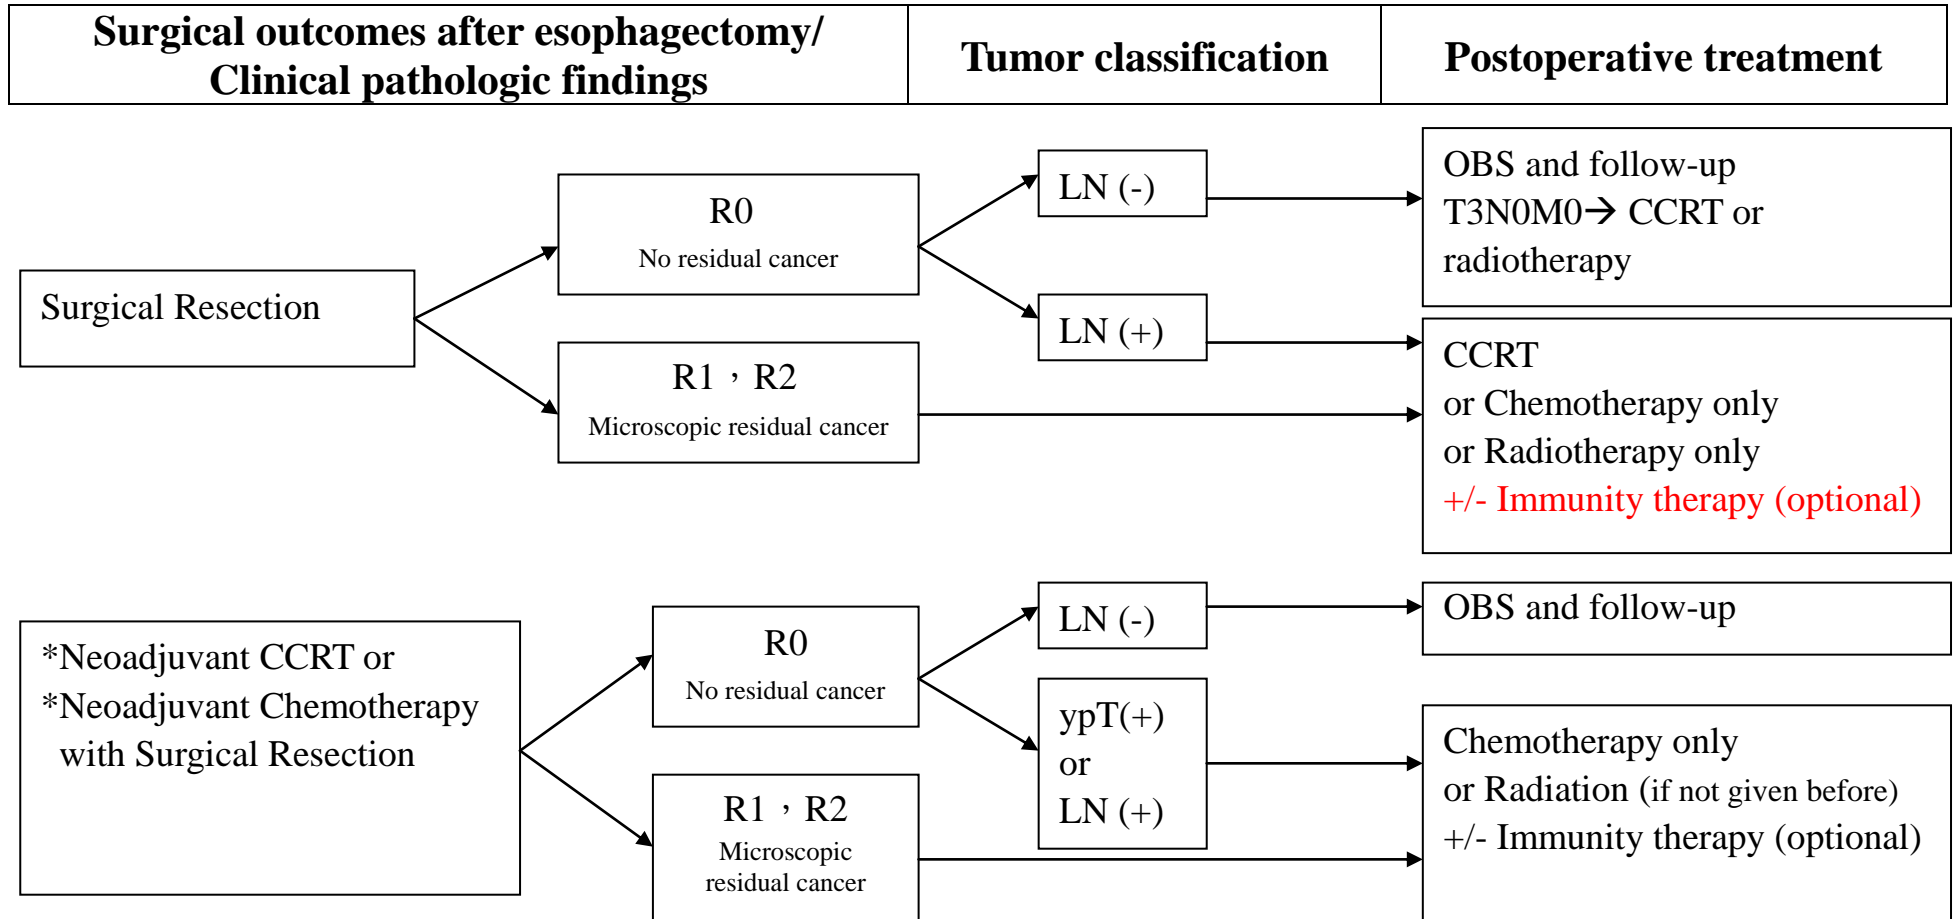 Surgical outcomes after esophagectomy/
Clinical pathologic findings
Tumor classification
Postoperative treatment
Surgical Resection
R0
No residual cancer
R1，R2
Microscopic residual cancer
LN (-)
LN (+)
OBS and follow-up
T3N0M0→ CCRT or
radiotherapy
CCRT
or Chemotherapy only
or Radiotherapy only
+/- Immunity therapy (optional)
*Neoadjuvant CCRT or
*Neoadjuvant Chemotherapy
with Surgical Resection
R0
No residual cancer
R1，R2
Microscopic
residual cancer
LN (-)
ypT(+)
or
LN (+)
OBS and follow-up
Chemotherapy only
or Radiation (if not given before)
+/- Immunity therapy (optional)